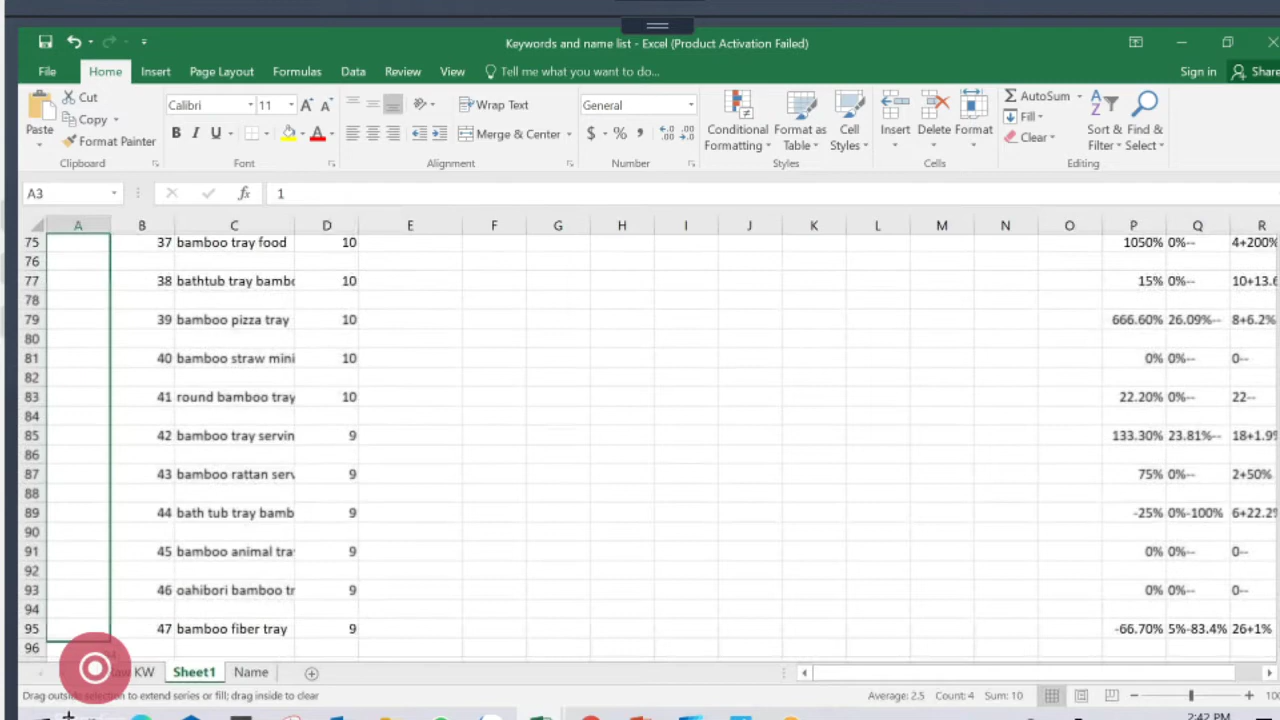 Keywords and name list - Excel (Product Activation Failed)
File Home Insert Page Layout Formulas Data Review View Tell me what you want to do... Sign in Share
Paste Cut Copy Format Painter Clipboard
Calibri 11 A A B I U A Font
Wrap Text Merge & Center Alignment
General $ % , Number
Conditional Formatting Format as Table Cell Styles Styles
Insert Delete Format Cells
AutoSum Fill Clear Sort & Filter Find & Select Editing
A3 fx 1
A B C D E F G H I J K L M N O P Q R
75 37 bamboo tray food 10 1050% 0%-- 4+200%
76
77 38 bathtub tray bambo 10 15% 0%-- 10+13.6
78
79 39 bamboo pizza tray 10 666.60% 26.09%-- 8+6.2%
80
81 40 bamboo straw mini 10 0% 0%-- 0--
82
83 41 round bamboo tray 10 22.20% 0%-- 22--
84
85 42 bamboo tray servin 9 133.30% 23.81%-- 18+1.9%
86
87 43 bamboo rattan serv 9 75% 0%-- 2+50%
88
89 44 bath tub tray bamb 9 -25% 0%-100% 6+22.2%
90
91 45 bamboo animal tra 9 0% 0%-- 0--
92
93 46 oahibori bamboo tr 9 0% 0%-- 0--
94
95 47 bamboo fiber tray 9 -66.70% 5%-83.4% 26+1%
96
KW Sheet1 Name
Drag outside selection to extend series or fill; drag inside to clear Average: 2.5 Count: 4 Sum: 10 100
2:42 PM